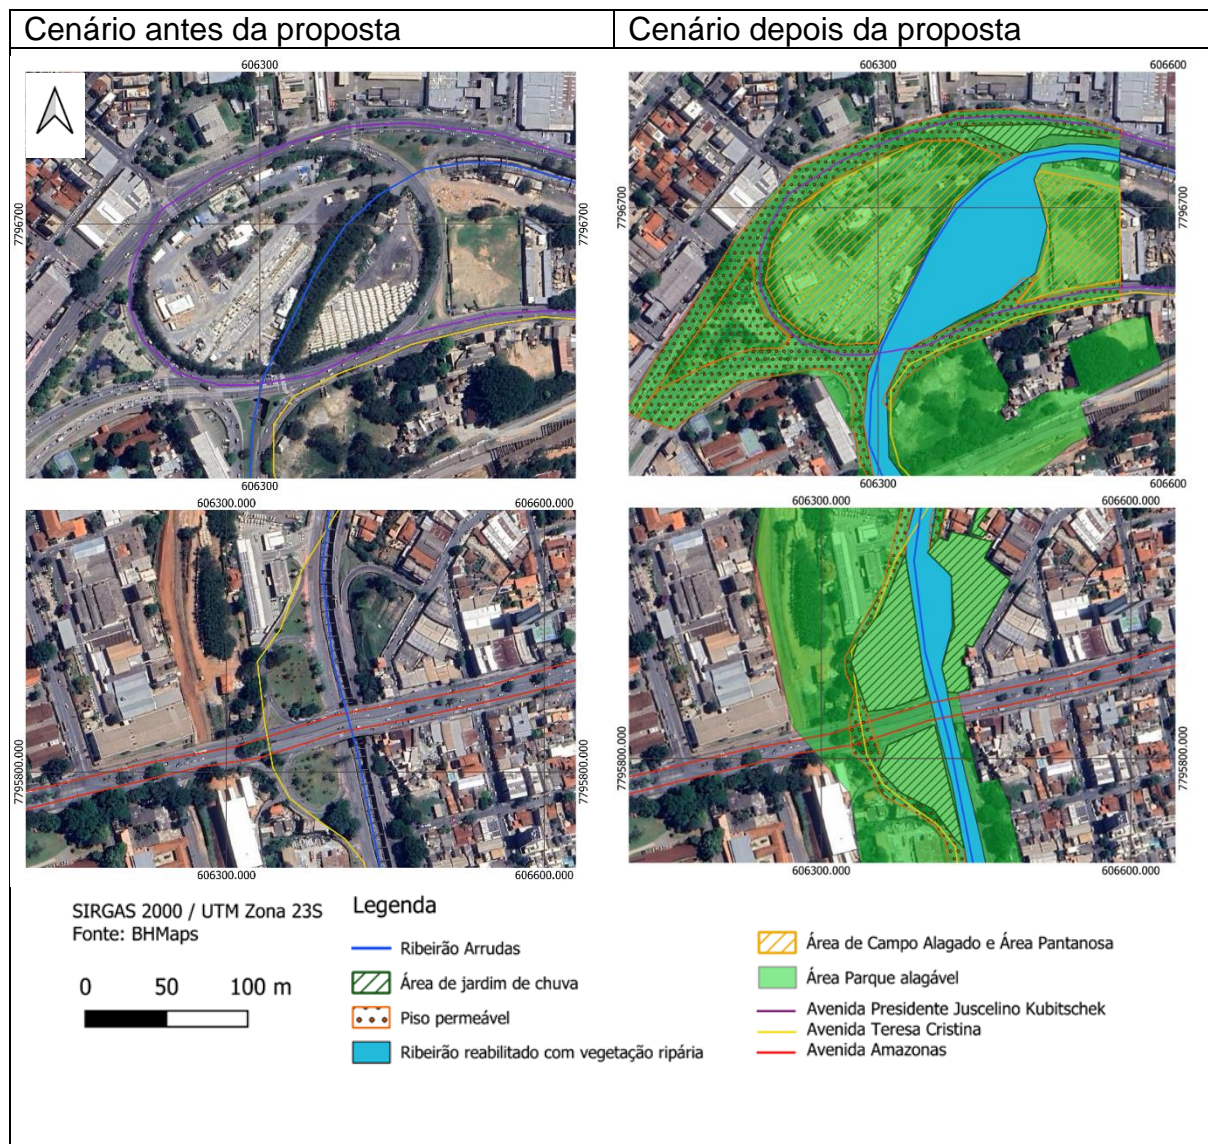 Cenário antes da proposta
Cenário depois da proposta
606300
606300
606600
7796700
7796700
7796700
7796700
606300
606300
606600
606300.000
606600.000
606300.000
606600.000
7795800.000
7795800.000
7795800.000
7795800.000
606300.000
606600.000
606300.000
606600.000
SIRGAS 2000 / UTM Zona 23S
Fonte: BHMaps
0 50 100 m
Legenda
Ribeirão Arrudas
Área de jardim de chuva
Piso permeável
Ribeirão reabilitado com vegetação ripária
Área de Campo Alagado e Área Pantanosa
Área Parque alagável
Avenida Presidente Juscelino Kubitschek
Avenida Teresa Cristina
Avenida Amazonas